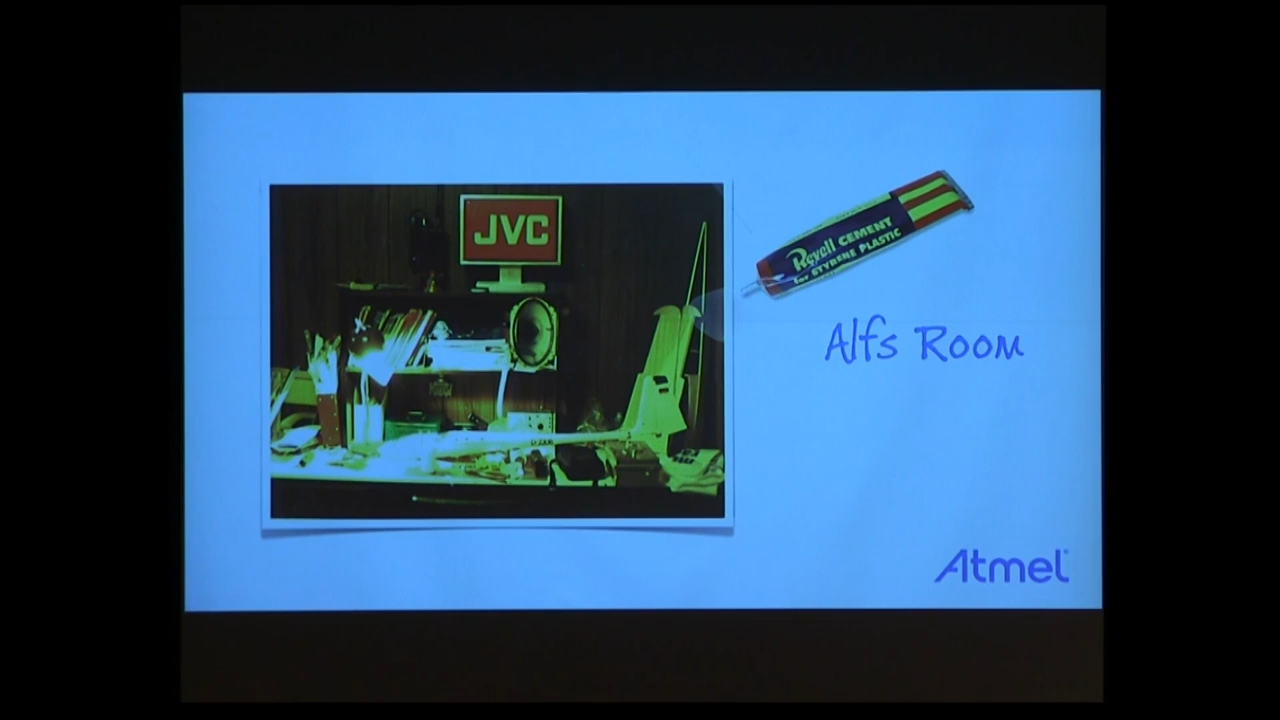 JVC
Revell CEMENT
for STYRENE PLASTIC
Alfs Room
Atmel